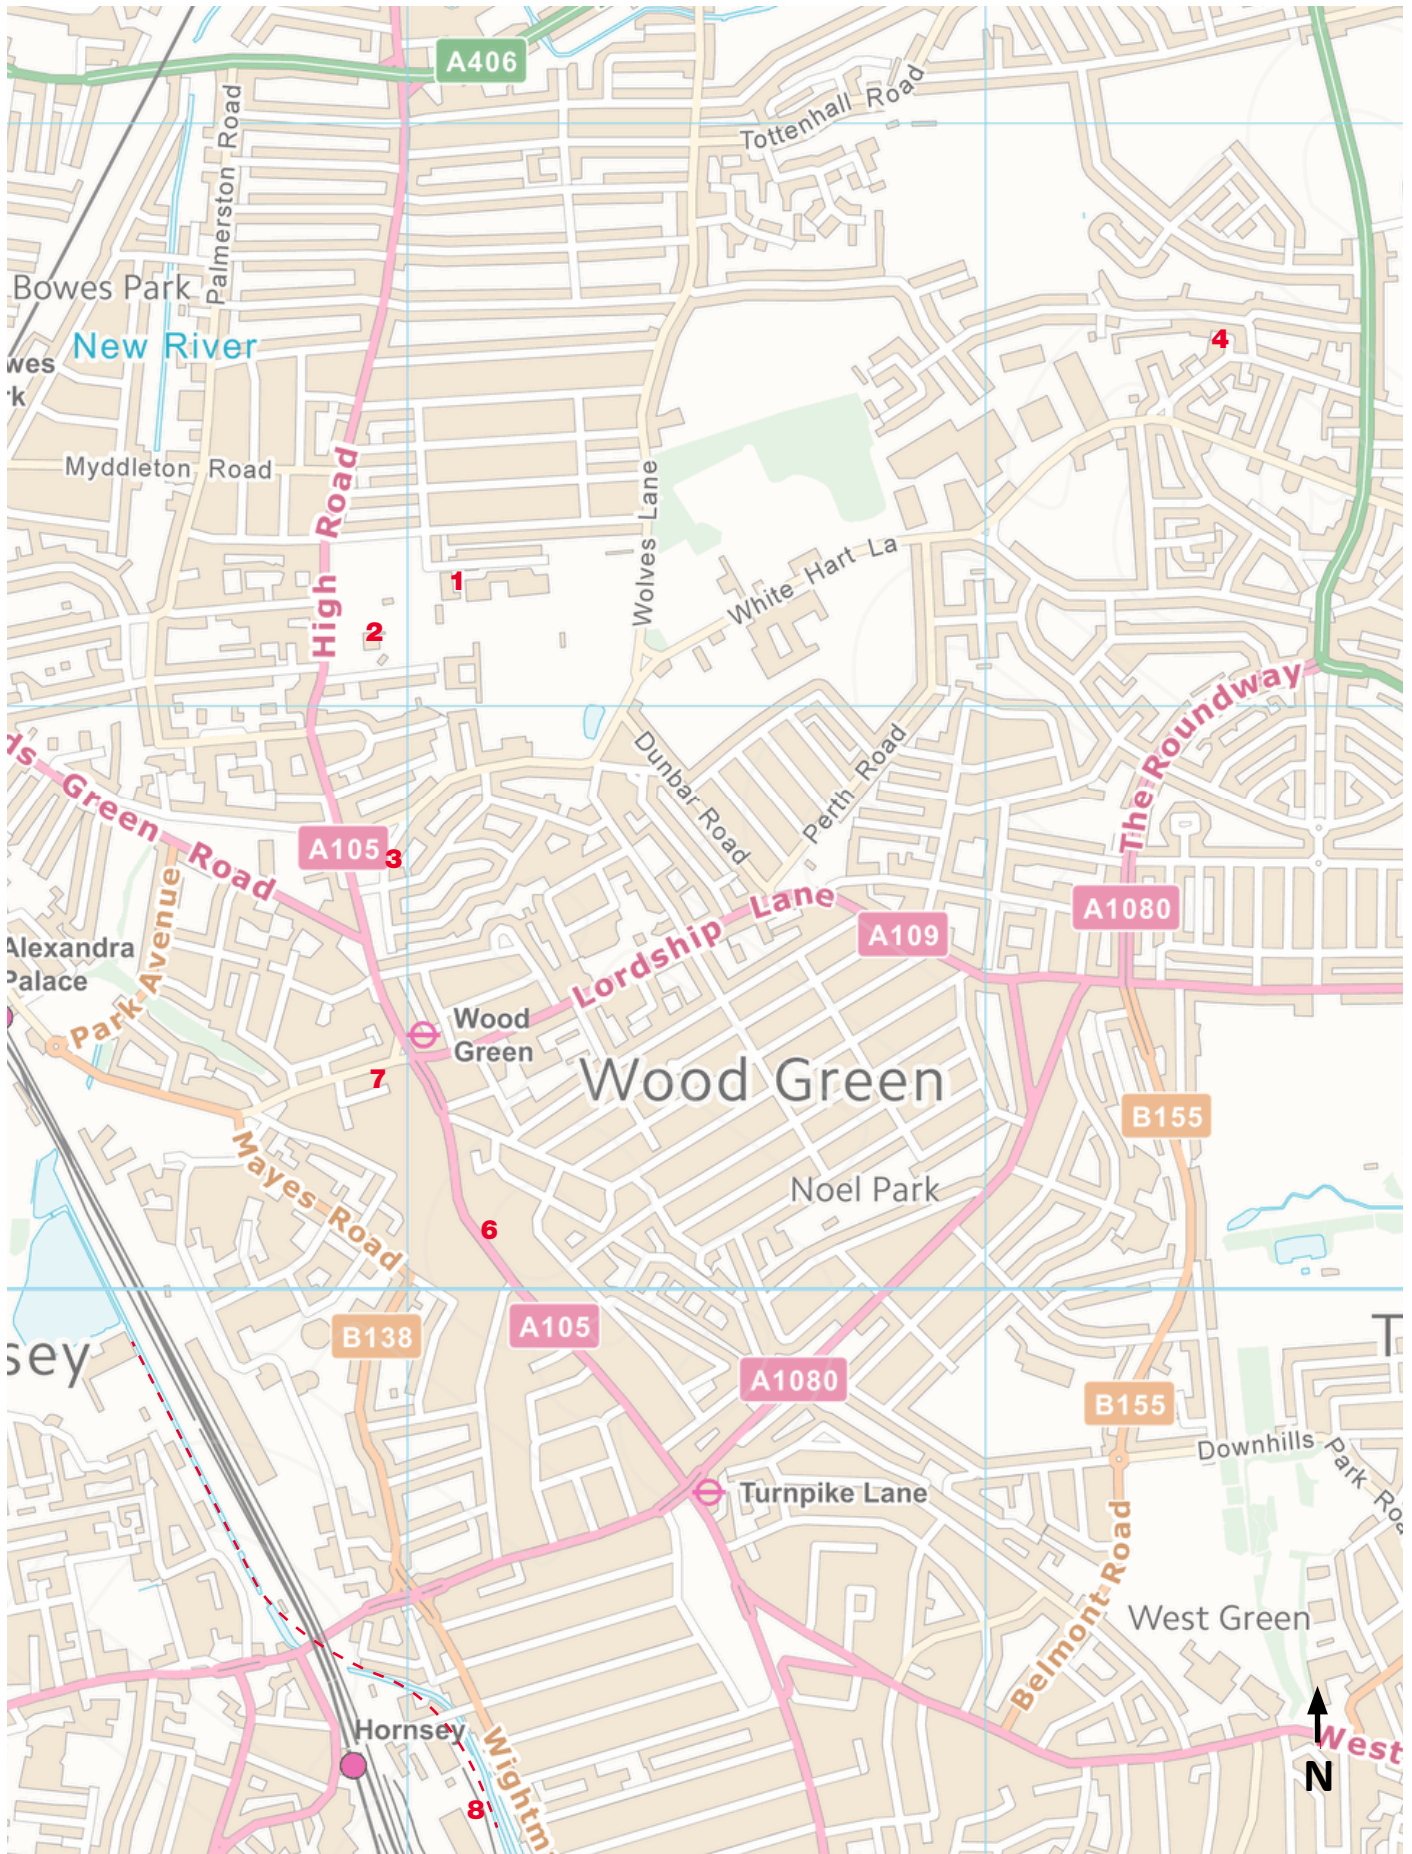 A406
Tottenhall Road
Palmerston Road
Bowes Park
New River
4
wes
rk
High Road
Myddleton Road
Wolves Lane
White Hart La
1
2
The Roundway
ds Green Road
Dunbar Road
Perth Road
A105
3
Park Avenue
Lordship Lane
A109
A1080
Alexandra
Palace
Wood
Green
Wood Green
7
B155
Mayes Road
Noel Park
6
B138
A105
sey
T
A1080
B155
Downhills Park Roa
Turnpike Lane
Belmont Road
West Green
Hornsey
Wightm
West
N
8